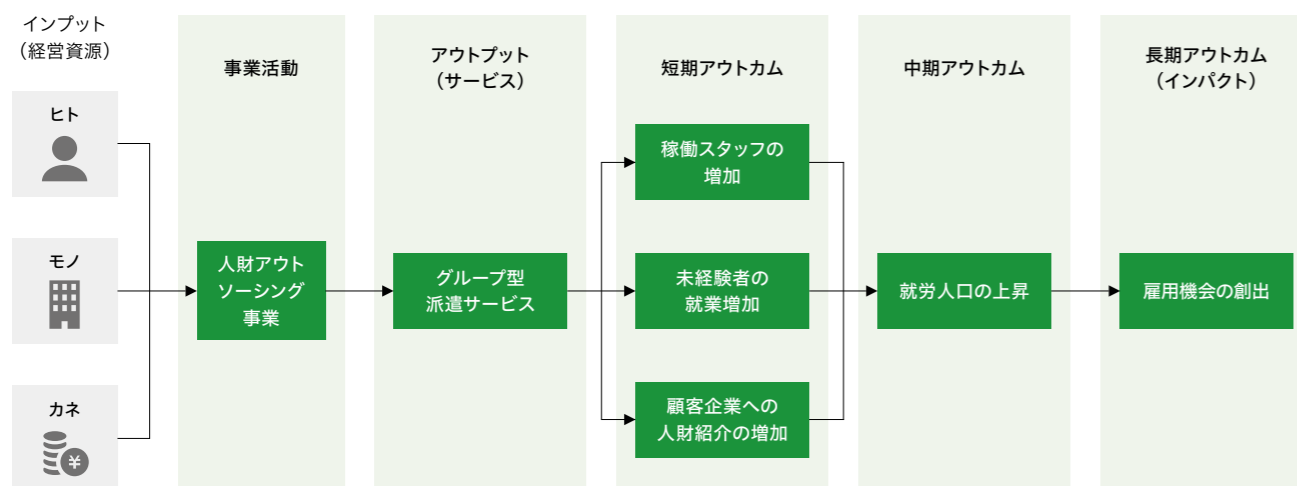 インプット
（経営資源）
ヒト
モノ
カネ
¥
事業活動
人財アウト
ソーシング
事業
アウトプット
（サービス）
グループ型
派遣サービス
短期アウトカム
稼働スタッフの
増加
未経験者の
就業増加
顧客企業への
人財紹介の増加
中期アウトカム
就労人口の上昇
長期アウトカム
（インパクト）
雇用機会の創出